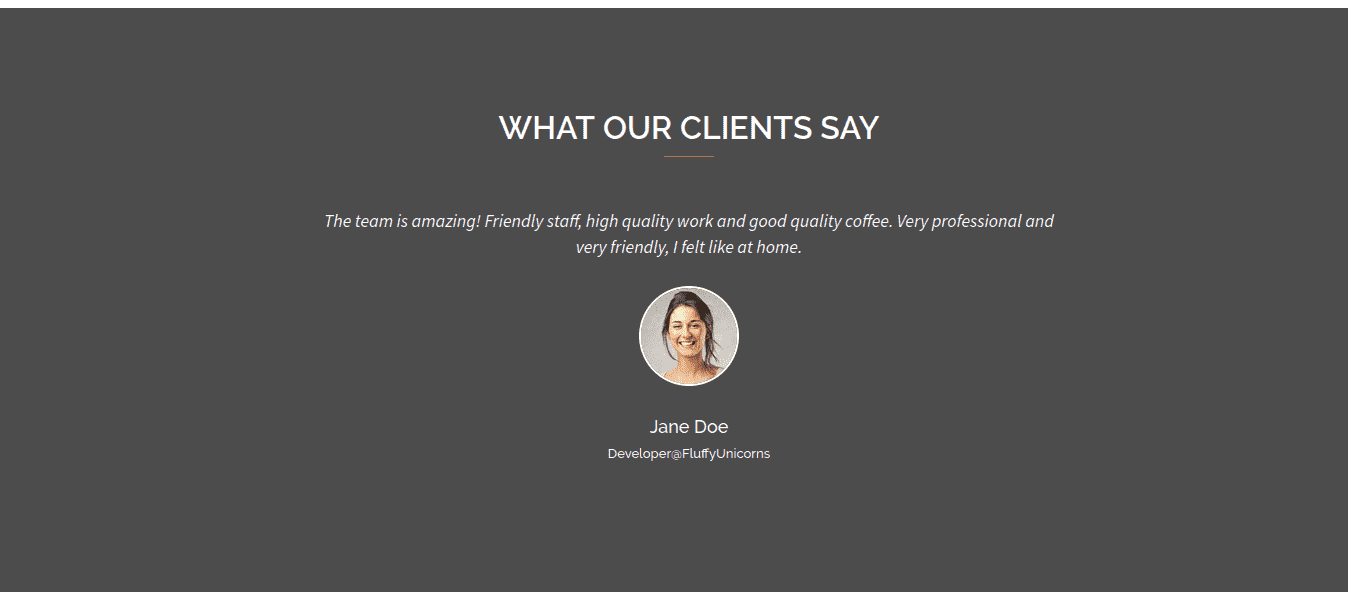 WHAT OUR CLIENTS SAY
The team is amazing! Friendly staff, high quality work and good quality coffee. Very professional and
very friendly, I felt like at home.
Jane Doe
Developer@FluffyUnicorns